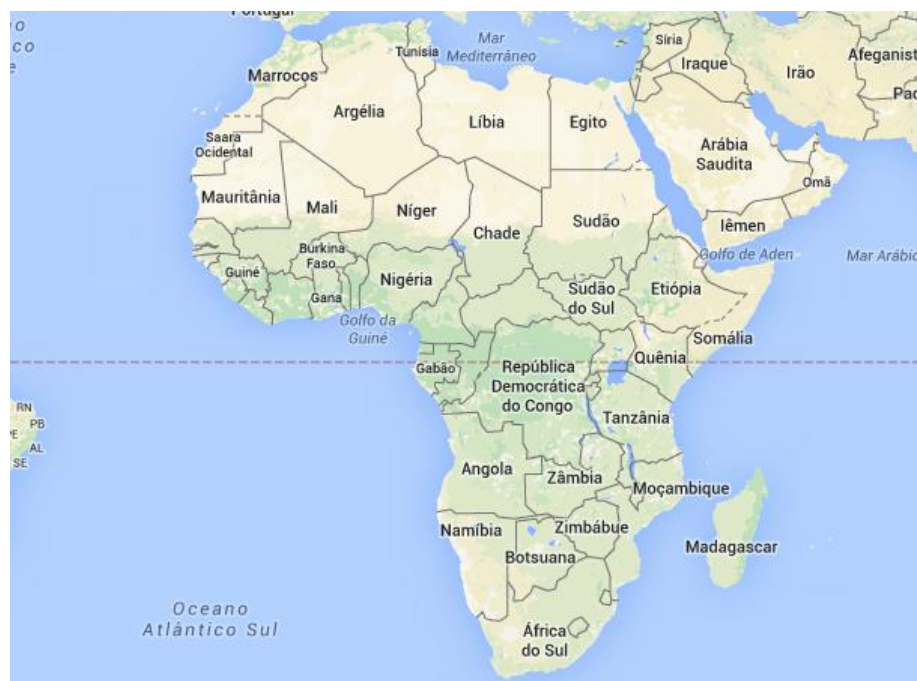 Portugal
Mar
Mediterrâneo
Tunísia
Síria
Iraque
Irão
Afeganist
Pac
Marrocos
Argélia
Líbia
Egito
Saara
Ocidental
Arábia
Saudita
Omã
Mauritânia
Mali
Níger
Chade
Sudão
Iêmen
Golfo de Aden
Mar Arábic
Guiné
Burkina
Faso
Gana
Nigéria
Golfo da
Guiné
Sudão
do Sul
Etiópia
Somália
Gabão
República
Democrática
do Congo
Quênia
Tanzânia
RN
PB
PE
AL
SE
Angola
Zâmbia
Moçambique
Namíbia
Zimbábue
Botsuana
Madagascar
Oceano
Atlântico Sul
África
do Sul